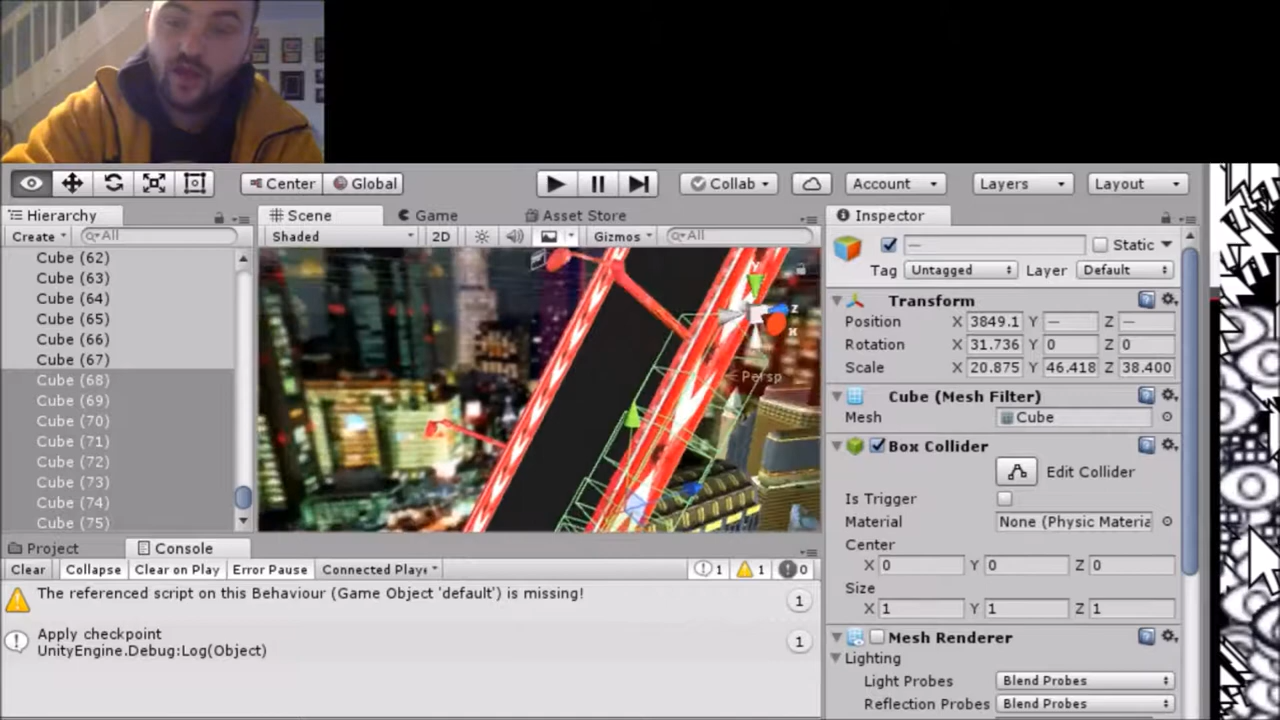 Center Global Collab Account Layers Layout
Hierarchy Scene Game Asset Store Inspector
Create All Shaded 2D Gizmos All
— Static
Tag Untagged Layer Default
Cube (62)
Cube (63)
Cube (64)
Cube (65)
Cube (66)
Cube (67)
Cube (68)
Cube (69)
Cube (70)
Cube (71)
Cube (72)
Cube (73)
Cube (74)
Cube (75)
Y
Z
X
Persp
Transform
Position X 3849.1 Y — Z —
Rotation X 31.736 Y 0 Z 0
Scale X 20.875 Y 46.418 Z 38.400
Cube (Mesh Filter)
Mesh Cube
Box Collider
Edit Collider
Is Trigger
Material None (Physic Materia
Center
X 0 Y 0 Z 0
Size
X 1 Y 1 Z 1
Mesh Renderer
Lighting
Light Probes Blend Probes
Reflection Probes Blend Probes
Project Console
Clear Collapse Clear on Play Error Pause Connected Playe 1 1 0
The referenced script on this Behaviour (Game Object 'default') is missing! 1
Apply checkpoint 1
UnityEngine.Debug:Log(Object)